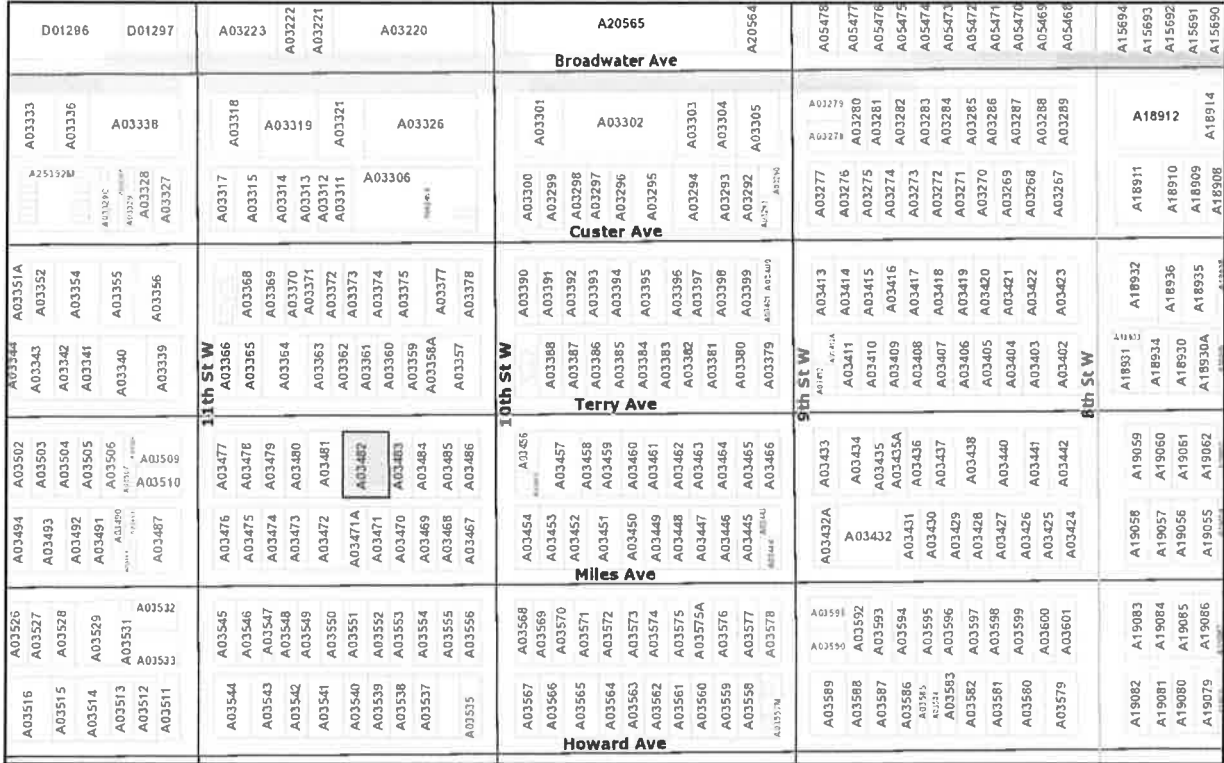 D01296 D01297 A03223 A03222 A03221 A03220 A20565 A20564 A05478 A05477 A05476 A05475 A05474 A05473 A05472 A05471 A05470 A05469 A05468 A15694 A15693 A15692 A15691 A15690
Broadwater Ave
A03333 A03336 A03338 A03318 A03319 A03321 A03326 A03301 A03302 A03303 A03304 A03305 A03279 A03278 A03280 A03281 A03282 A03283 A03284 A03285 A03286 A03287 A03288 A03289 A18912 A18914
A25192M A03328 A03327 A03317 A03315 A03314 A03313 A03312 A03311 A03306 A03300 A03299 A03298 A03297 A03296 A03295 A03294 A03293 A03292 A03277 A03276 A03275 A03274 A03273 A03272 A03271 A03270 A03269 A03268 A03267 A18911 A18910 A18909 A18908
Custer Ave
A03351A A03352 A03354 A03355 A03356 A03368 A03369 A03370 A03371 A03372 A03373 A03374 A03375 A03377 A03378 A03390 A03391 A03392 A03393 A03394 A03395 A03396 A03397 A03398 A03399 A03413 A03414 A03415 A03416 A03417 A03418 A03419 A03420 A03421 A03422 A03423 A18932 A18936 A18935
11th St W
10th St W
9th St W
8th St W
A03344 A03343 A03342 A03341 A03340 A03339 A03366 A03365 A03364 A03363 A03362 A03361 A03360 A03359 A03358A A03357 A03388 A03387 A03386 A03385 A03384 A03383 A03382 A03381 A03380 A03379 A03411 A03410 A03409 A03408 A03407 A03406 A03405 A03404 A03403 A03402 A18931 A18934 A18930 A18930A
Terry Ave
A03502 A03503 A03504 A03505 A03506 A03509 A03510 A03477 A03478 A03479 A03480 A03481 A03482 A03483 A03484 A03485 A03486 A03456 A03457 A03458 A03459 A03460 A03461 A03462 A03463 A03464 A03465 A03466 A03433 A03434 A03435 A03435A A03436 A03437 A03438 A03440 A03441 A03442 A19059 A19060 A19061 A19062
A03494 A03493 A03492 A03491 A03490 A03487 A03476 A03475 A03474 A03473 A03472 A03471A A03471 A03470 A03469 A03468 A03467 A03454 A03453 A03452 A03451 A03450 A03449 A03448 A03447 A03446 A03445 A03432A A03432 A03431 A03430 A03429 A03428 A03427 A03426 A03425 A03424 A19058 A19057 A19056 A19055
Miles Ave
A03526 A03527 A03528 A03529 A03531 A03532 A03533 A03545 A03546 A03547 A03548 A03549 A03550 A03551 A03552 A03553 A03554 A03555 A03556 A03568 A03569 A03570 A03571 A03572 A03573 A03574 A03575 A03575A A03576 A03577 A03578 A03590 A03592 A03593 A03594 A03595 A03596 A03597 A03598 A03599 A03600 A03601 A19083 A19084 A19085 A19086
A03516 A03515 A03514 A03513 A03512 A03511 A03544 A03543 A03542 A03541 A03540 A03539 A03538 A03537 A03535 A03567 A03566 A03565 A03564 A03563 A03562 A03561 A03560 A03559 A03558 A03589 A03588 A03587 A03586 A03585 A03583 A03582 A03581 A03580 A03579 A19082 A19081 A19080 A19079
Howard Ave